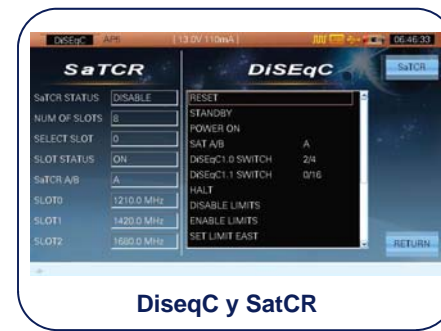 DiSEqC AP5 [13.0V 110mA] 06:46:33
SaTCR
SaTCR STATUS DISABLE
NUM OF SLOTS 8
SELECT SLOT 0
SLOT STATUS ON
SaTCR A/B A
SLOT0 1210.0 MHz
SLOT1 1420.0 MHz
SLOT2 1680.0 MHz
DiSEqC
RESET
STANDBY
POWER ON
SAT A/B A
DiSEqC1.0 SWITCH 2/4
DiSEqC1.1 SWITCH 0/16
HALT
DISABLE LIMITS
ENABLE LIMITS
SET LIMIT EAST
SaTCR
RETURN
DiseqC y SatCR